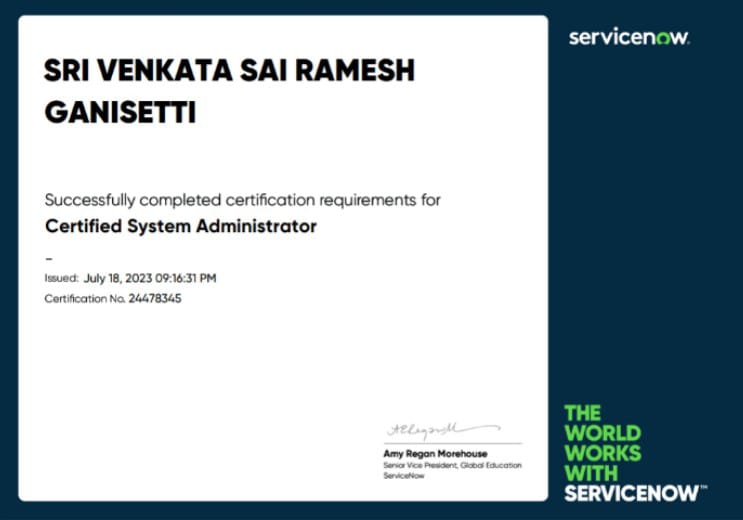 servicenow.
SRI VENKATA SAI RAMESH
GANISETTI
Successfully completed certification requirements for
Certified System Administrator
–
Issued: July 18, 2023 09:16:31 PM
Certification No. 24478345
Amy Regan Morehouse
Senior Vice President, Global Education
ServiceNow
THE
WORLD
WORKS
WITH
SERVICENOW™